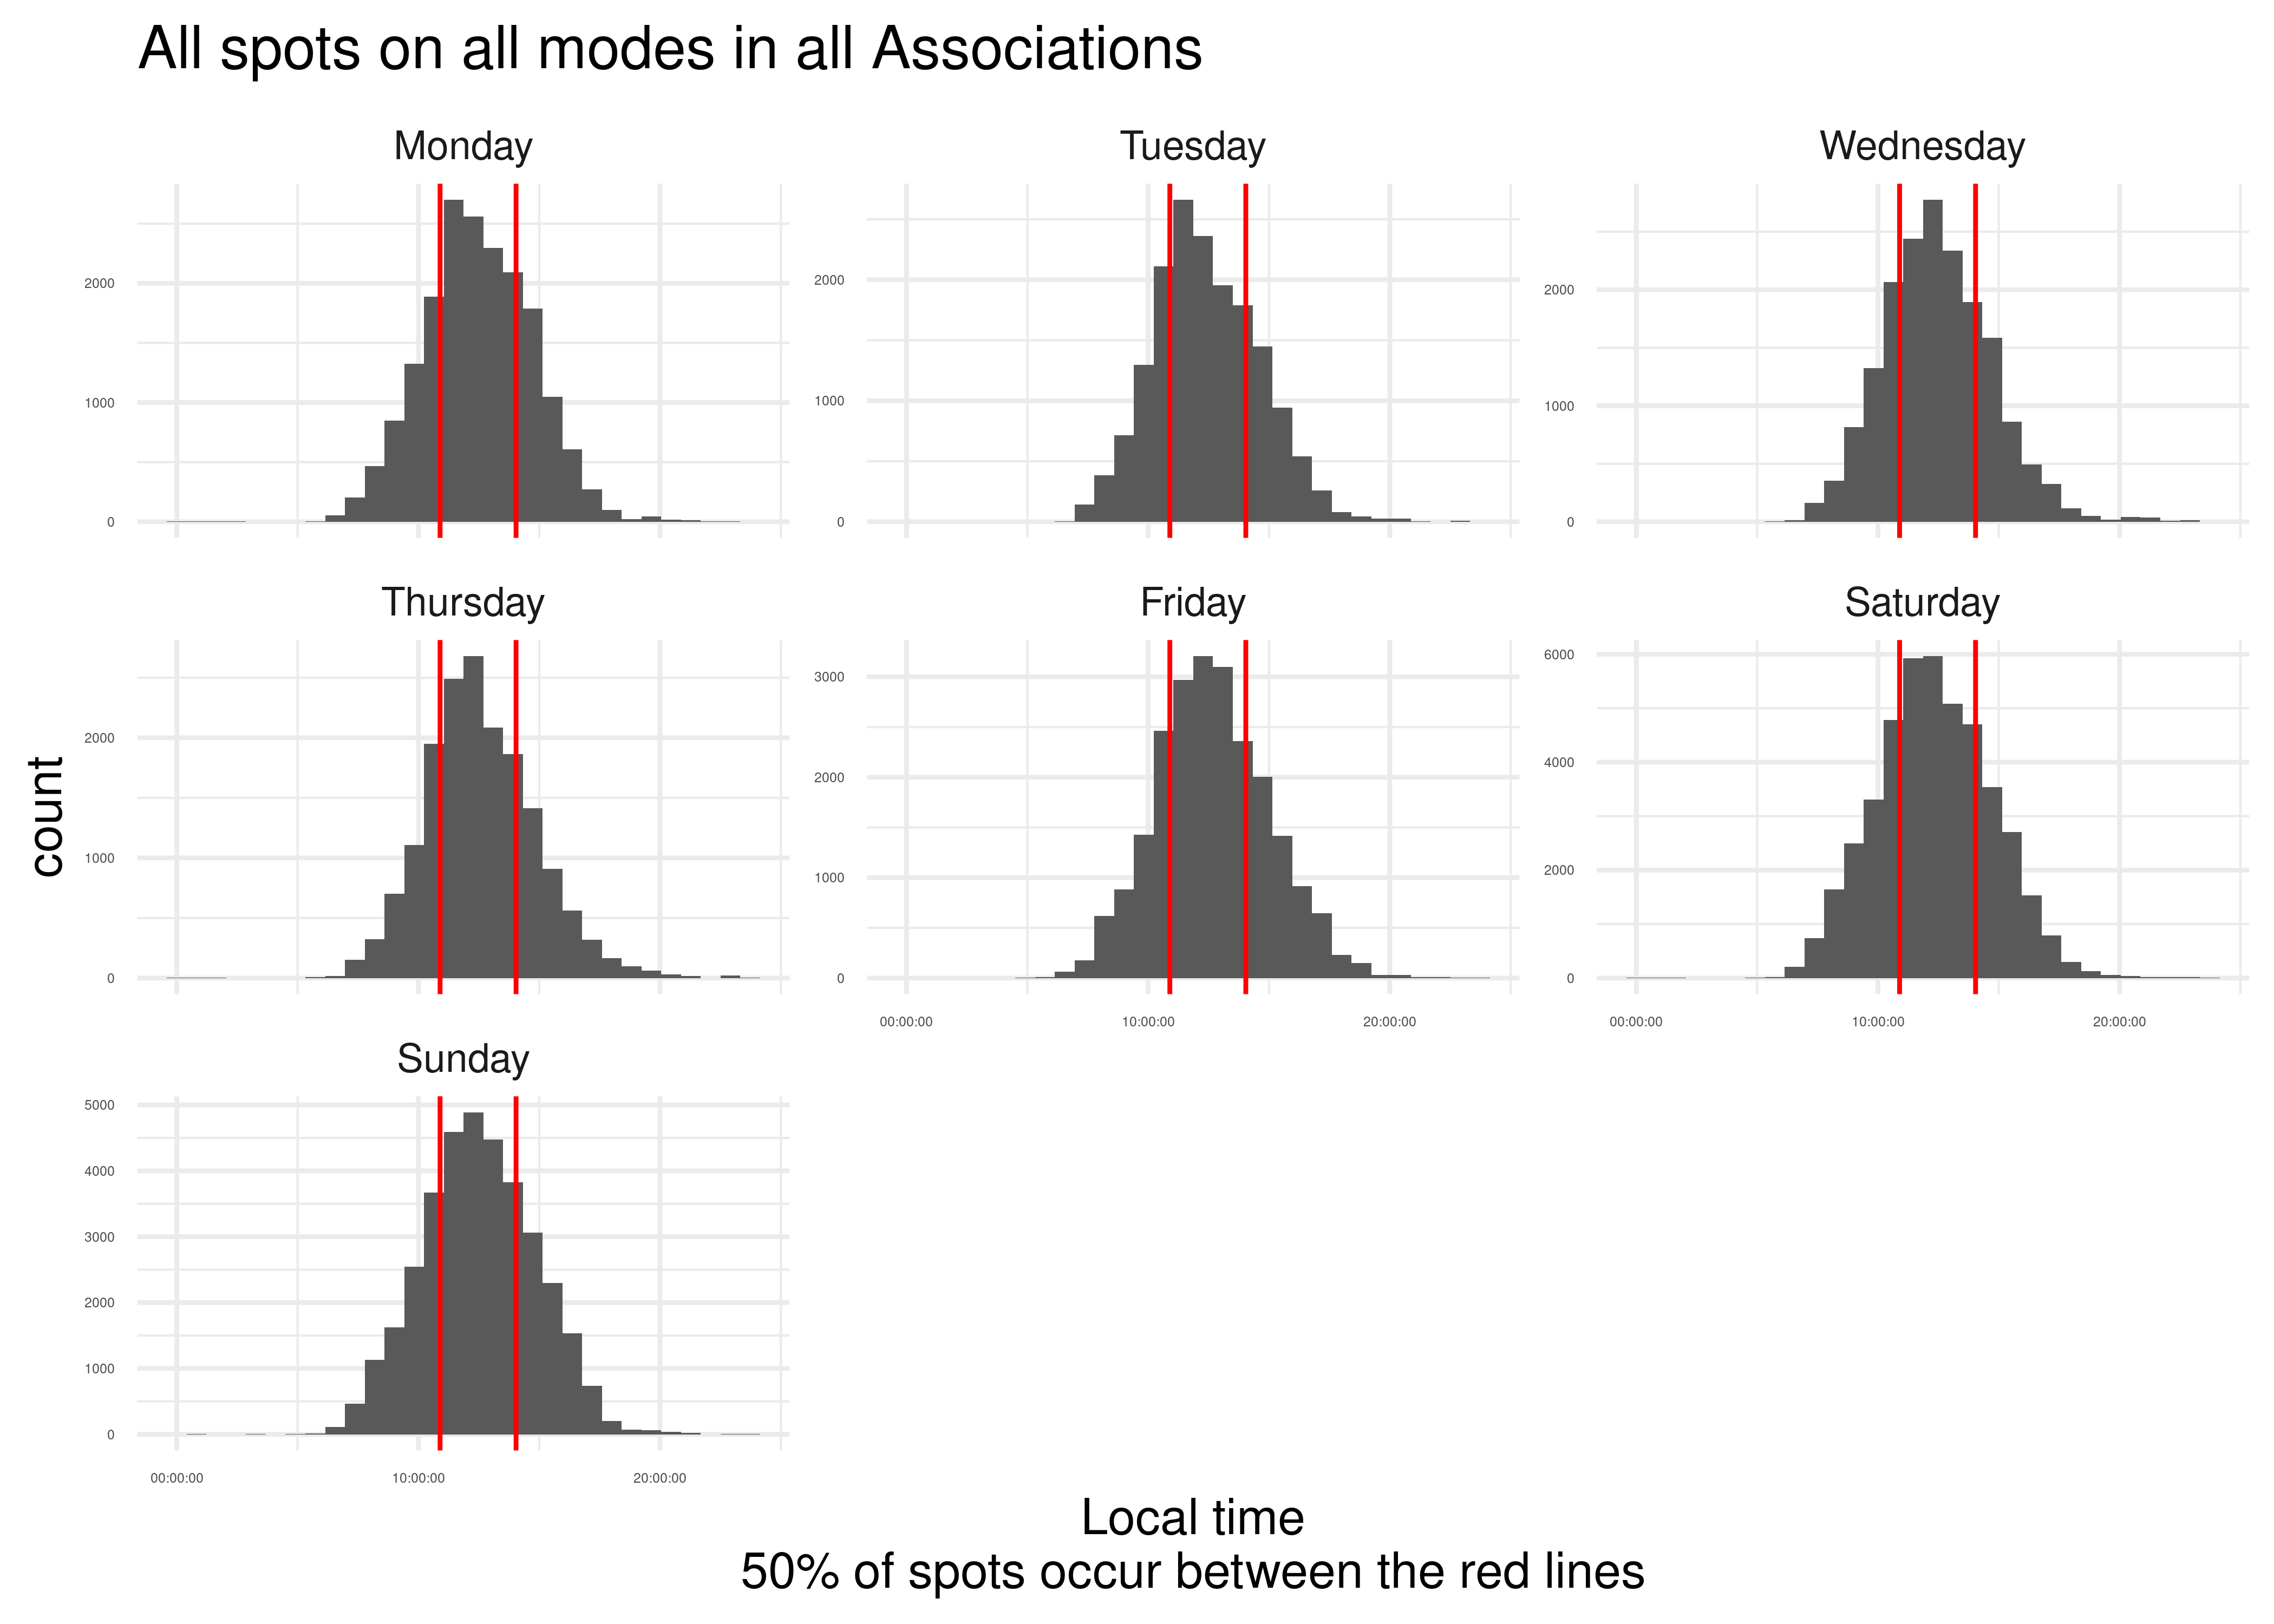 All spots on all modes in all Associations
Monday
Tuesday
Wednesday
2000
1000
0
2000
1000
0
2000
1000
0
Thursday
Friday
Saturday
2000
1000
0
3000
2000
1000
0
6000
4000
2000
0
00:00:00 10:00:00 20:00:00
00:00:00 10:00:00 20:00:00
count
Sunday
5000
4000
3000
2000
1000
0
00:00:00 10:00:00 20:00:00
Local time
50% of spots occur between the red lines